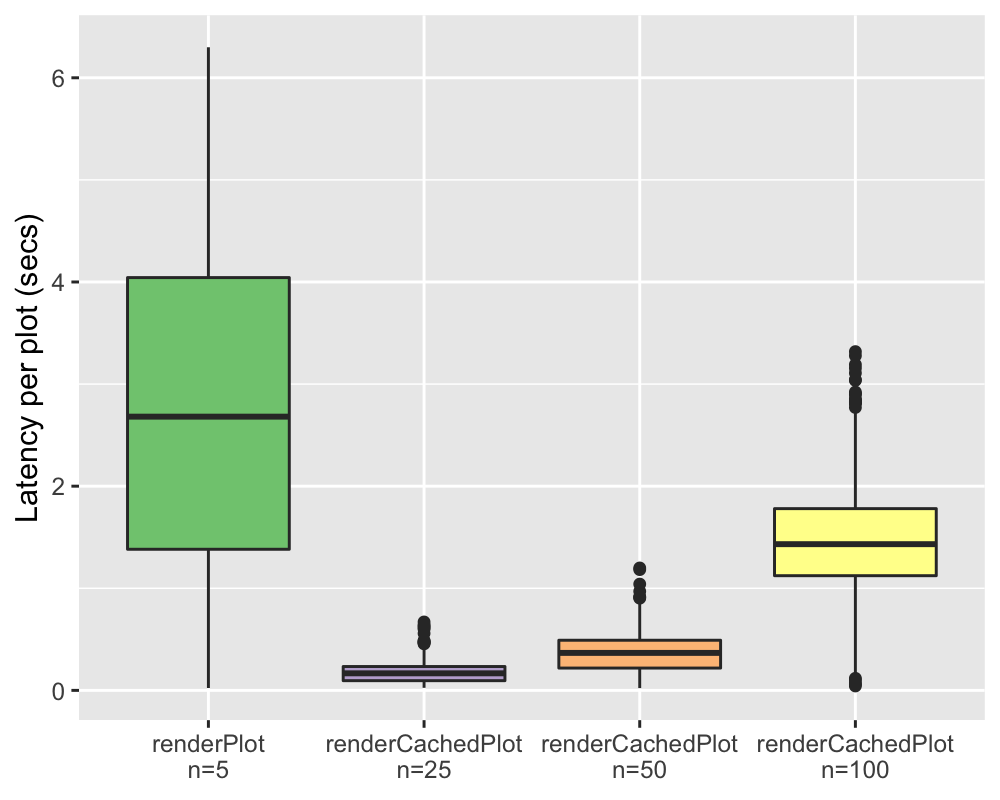 Latency per plot (secs)
6
4
2
0
renderPlot renderCachedPlot renderCachedPlot renderCachedPlot
n=5 n=25 n=50 n=100